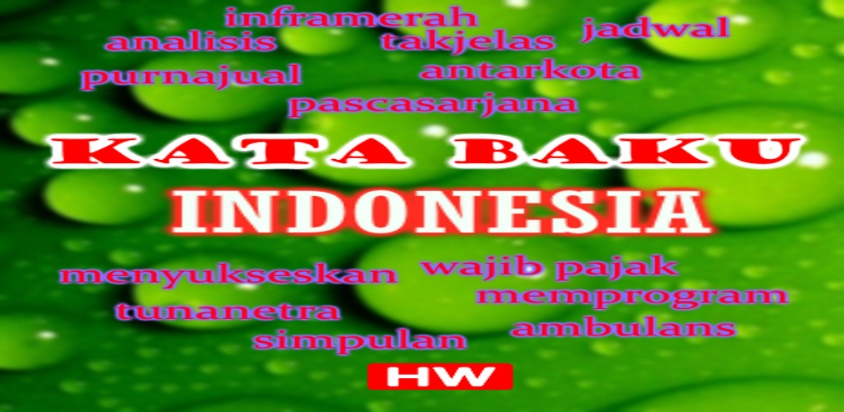 inframerah
jadwal
analisis
takjelas
purnajual
antarkota
pascasarjana
KATA BAKU
INDONESIA
menyukseskan
wajib pajak
memprogram
tunanetra
ambulans
simpulan
HW